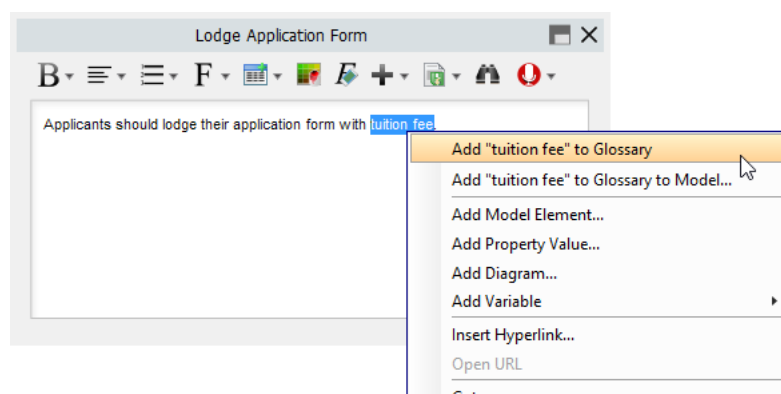 Lodge Application Form
B F
Applicants should lodge their application form with tuition fee.
Add "tuition fee" to Glossary
Add "tuition fee" to Glossary to Model...
Add Model Element...
Add Property Value...
Add Diagram...
Add Variable
Insert Hyperlink...
Open URL